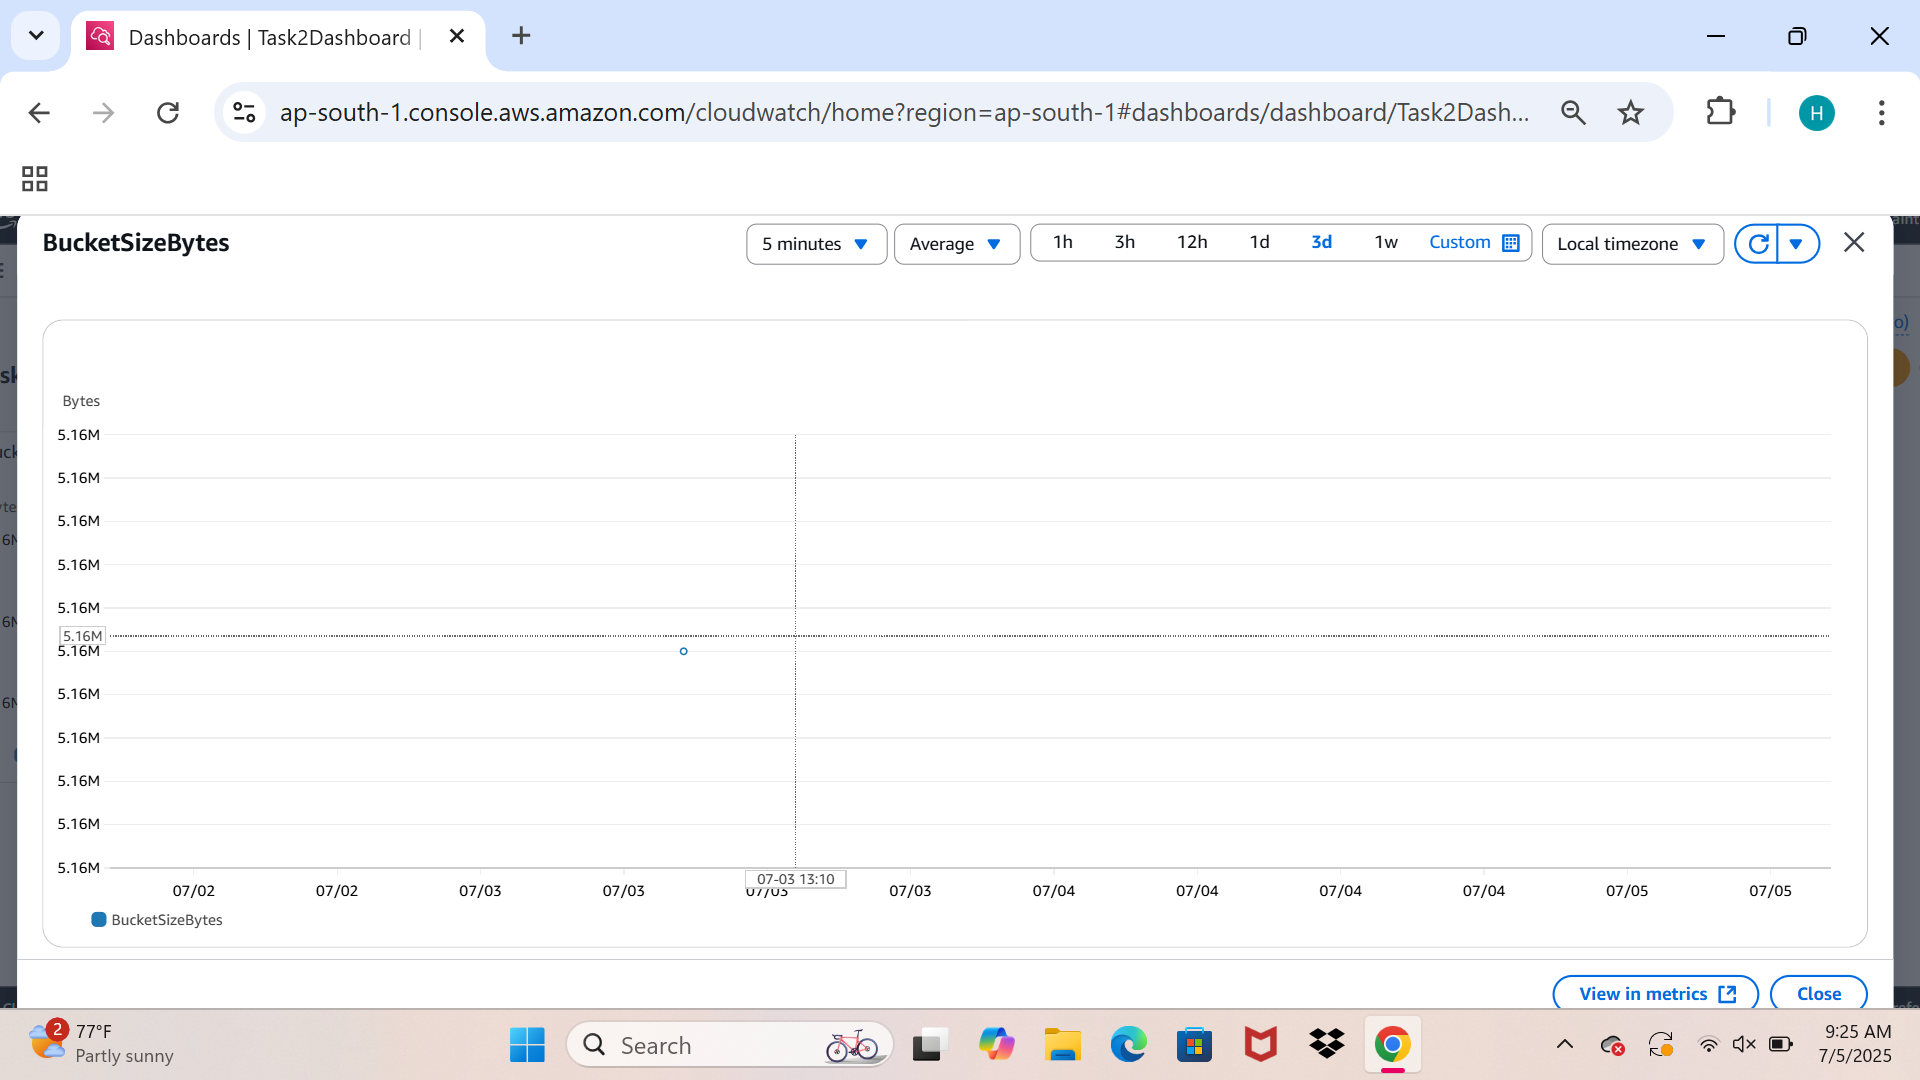 Dashboards | Task2Dashboard |
ap-south-1.console.aws.amazon.com/cloudwatch/home?region=ap-south-1#dashboards/dashboard/Task2Dash...
H
BucketSizeBytes
5 minutes
Average
1h 3h 12h 1d 3d 1w Custom
Local timezone
Bytes
5.16M
5.16M
5.16M
5.16M
5.16M
5.16M
5.16M
5.16M
5.16M
5.16M
5.16M
5.16M
07-03 13:10
07/02 07/02 07/03 07/03 07/03 07/03 07/04 07/04 07/04 07/04 07/05 07/05
BucketSizeBytes
View in metrics
Close
2
77°F
Partly sunny
Search
9:25 AM
7/5/2025